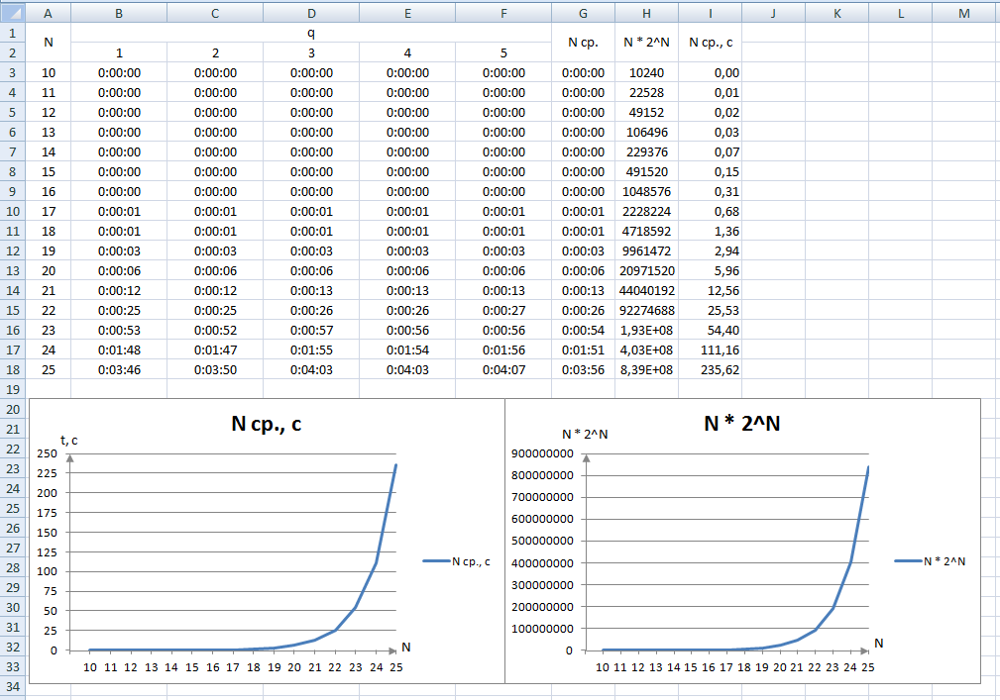 A B C D E F G H I J K L M
1 N q N ср. N * 2^N N ср., с
2 1 2 3 4 5
3 10 0:00:00 0:00:00 0:00:00 0:00:00 0:00:00 0:00:00 10240 0,00
4 11 0:00:00 0:00:00 0:00:00 0:00:00 0:00:00 0:00:00 22528 0,01
5 12 0:00:00 0:00:00 0:00:00 0:00:00 0:00:00 0:00:00 49152 0,02
6 13 0:00:00 0:00:00 0:00:00 0:00:00 0:00:00 0:00:00 106496 0,03
7 14 0:00:00 0:00:00 0:00:00 0:00:00 0:00:00 0:00:00 229376 0,07
8 15 0:00:00 0:00:00 0:00:00 0:00:00 0:00:00 0:00:00 491520 0,15
9 16 0:00:00 0:00:00 0:00:00 0:00:00 0:00:00 0:00:00 1048576 0,31
10 17 0:00:01 0:00:01 0:00:01 0:00:01 0:00:01 0:00:01 2228224 0,68
11 18 0:00:01 0:00:01 0:00:01 0:00:01 0:00:01 0:00:01 4718592 1,36
12 19 0:00:03 0:00:03 0:00:03 0:00:03 0:00:03 0:00:03 9961472 2,94
13 20 0:00:06 0:00:06 0:00:06 0:00:06 0:00:06 0:00:06 20971520 5,96
14 21 0:00:12 0:00:12 0:00:13 0:00:13 0:00:13 0:00:13 44040192 12,56
15 22 0:00:25 0:00:25 0:00:26 0:00:26 0:00:27 0:00:26 92274688 25,53
16 23 0:00:53 0:00:52 0:00:57 0:00:56 0:00:56 0:00:54 1,93E+08 54,40
17 24 0:01:48 0:01:47 0:01:55 0:01:54 0:01:56 0:01:51 4,03E+08 111,16
18 25 0:03:46 0:03:50 0:04:03 0:04:03 0:04:07 0:03:56 8,39E+08 235,62
19
20
21
22
23
24
25
26
27
28
29
30
31
32
33
34
N ср., с
t, c
250
225
200
175
150
125
100
75
50
25
0
N
10 11 12 13 14 15 16 17 18 19 20 21 22 23 24 25
N ср., с
N * 2^N
N * 2^N
900000000
800000000
700000000
600000000
500000000
400000000
300000000
200000000
100000000
0
N
10 11 12 13 14 15 16 17 18 19 20 21 22 23 24 25
N * 2^N